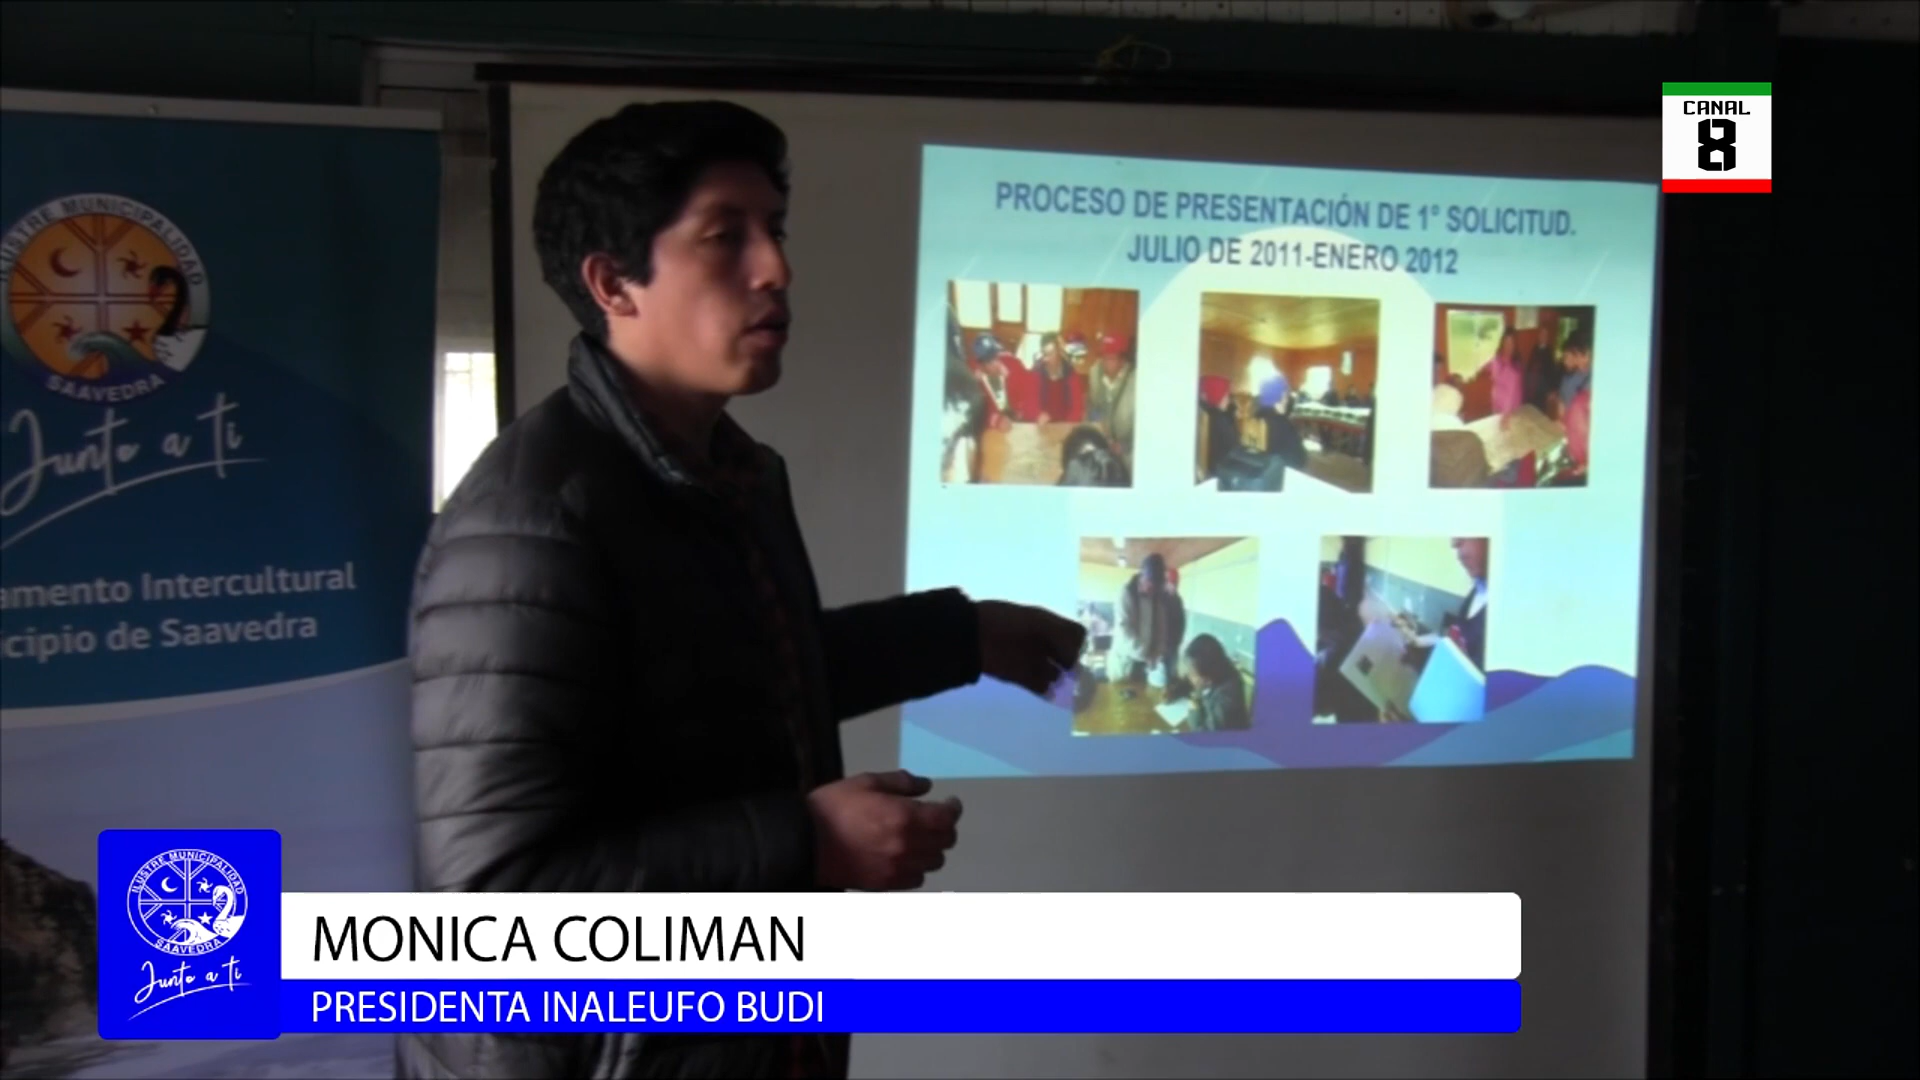 CANAL
8
PROCESO DE PRESENTACIÓN DE 1° SOLICITUD.
JULIO DE 2011-ENERO 2012
ILUSTRE MUNICIPALIDAD
SAAVEDRA
Junto a ti
amento Intercultural
cipio de Saavedra
ILUSTRE MUNICIPALIDAD
SAAVEDRA
Junto a ti
MONICA COLIMAN
PRESIDENTA INALEUFO BUDI